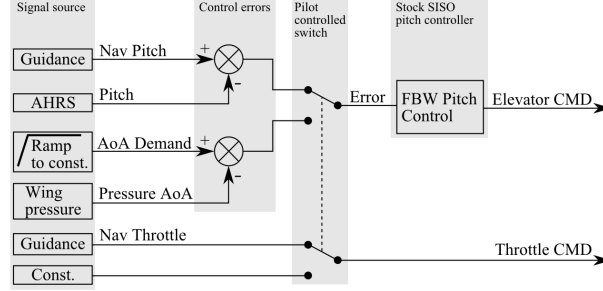 Signal source
Control errors
Pilot
controlled
switch
Stock SISO
pitch controller
Guidance
Nav Pitch
+
-
AHRS
Pitch
Error
FBW Pitch
Control
Elevator CMD
Ramp
to const.
AoA Demand
+
-
Wing
pressure
Pressure AoA
Guidance
Nav Throttle
Throttle CMD
Const.